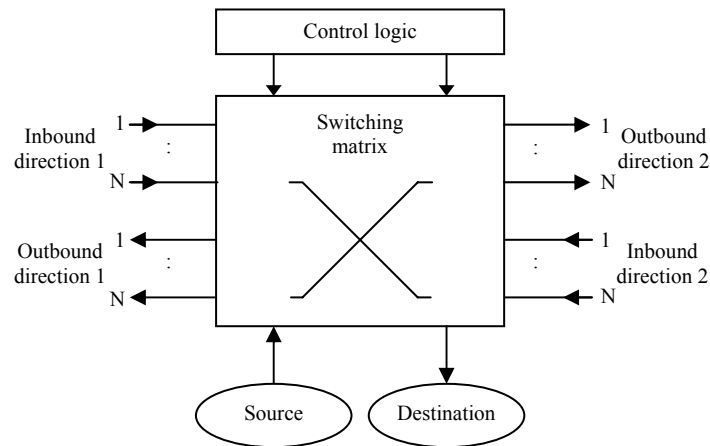 Control logic
Switching
matrix
Inbound
direction 1
1
:
N
Outbound
direction 1
1
:
N
1
:
N
Outbound
direction 2
1
:
N
Inbound
direction 2
Source
Destination